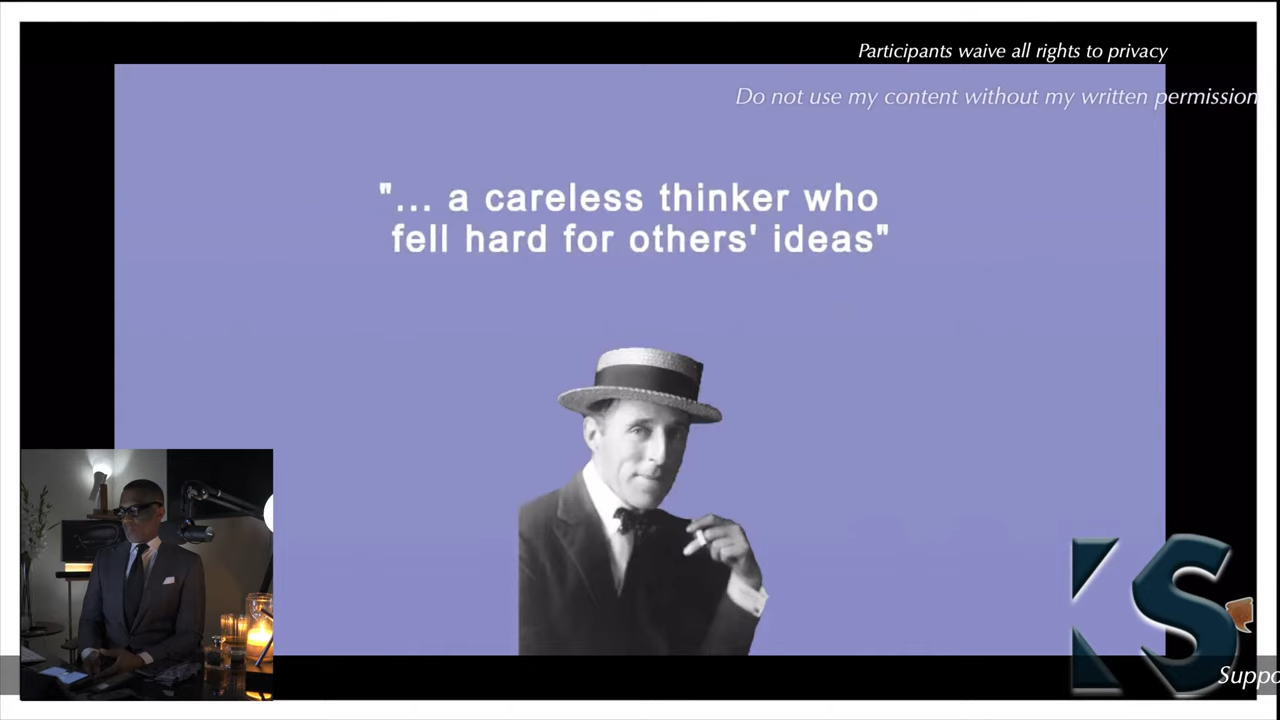 Participants waive all rights to privacy
Do not use my content without my written permission
"... a careless thinker who
fell hard for others' ideas"
KS
Suppo